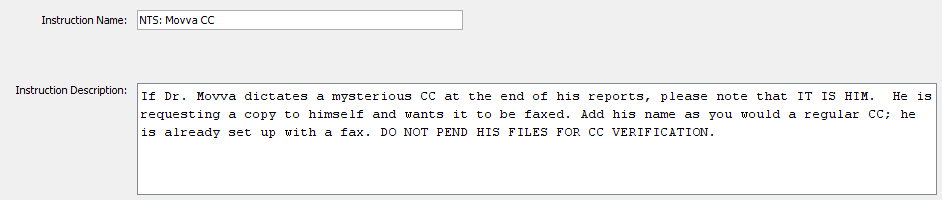 Instruction Name: NTS: Movva CC
Instruction Description:
If Dr. Movva dictates a mysterious CC at the end of his reports, please note that IT IS HIM.  He is
requesting a copy to himself and wants it to be faxed. Add his name as you would a regular CC; he
is already set up with a fax. DO NOT PEND HIS FILES FOR CC VERIFICATION.